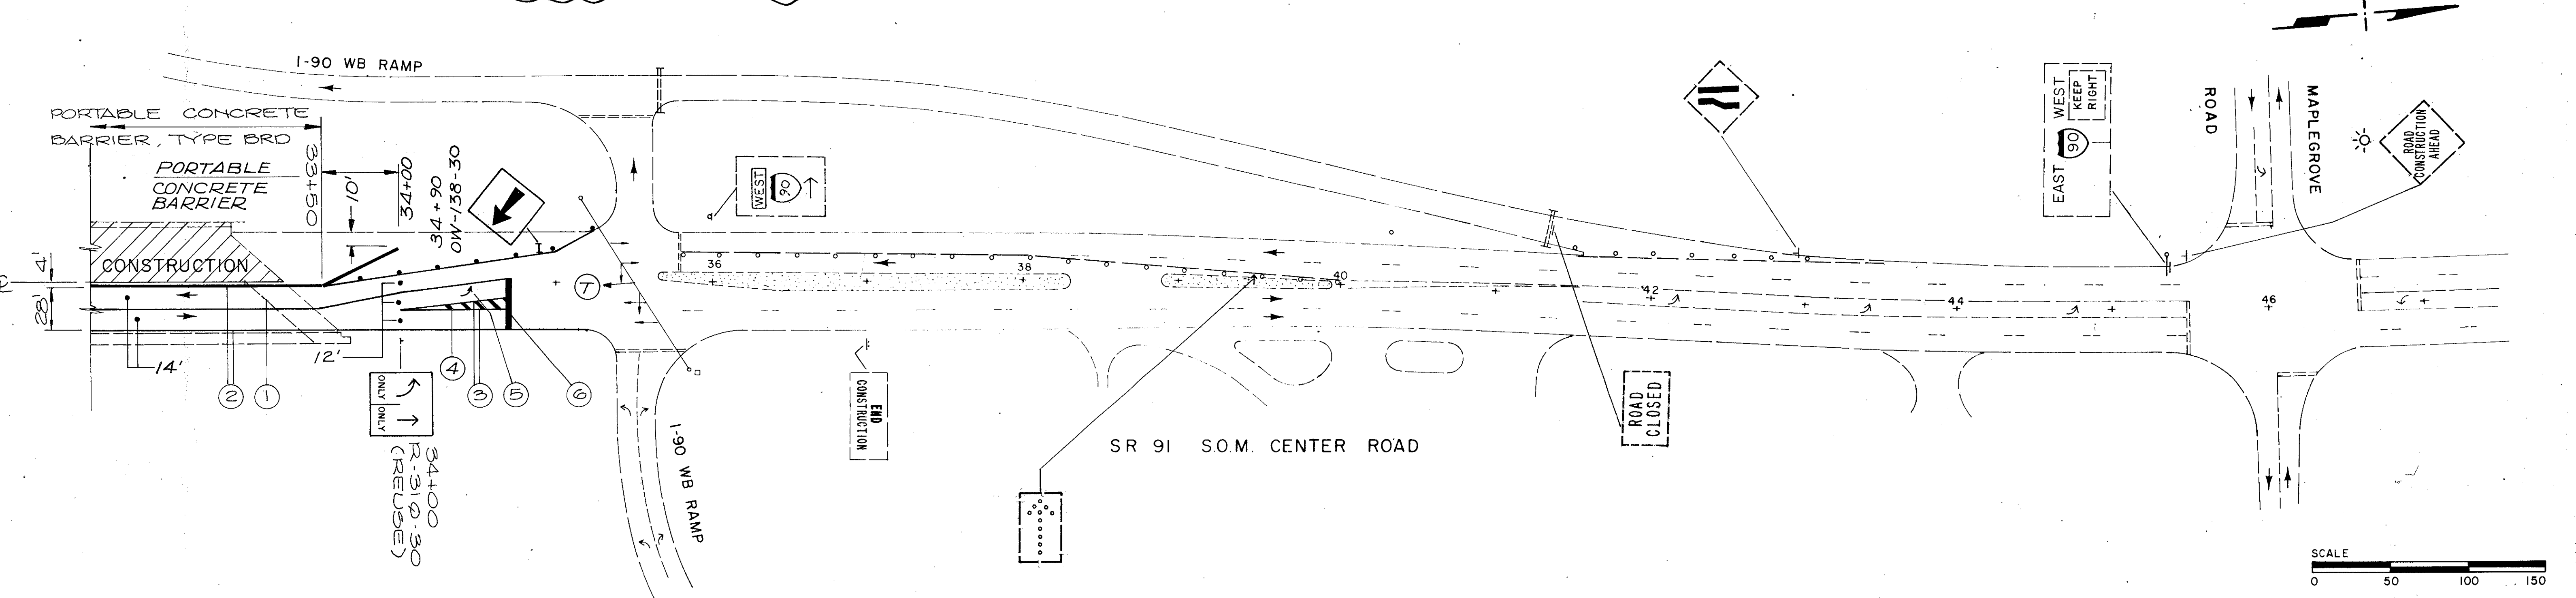 I-90 WB RAMP
PORTABLE CONCRETE
BARRIER, TYPE BRD
PORTABLE
CONCRETE
BARRIER
33+50
10'
34+00
34+90
OW-138-30
WEST
90
EAST
90
WEST
KEEP
RIGHT
ROAD
MAPLEGROVE
ROAD
CONSTRUCTION
AHEAD
4'
CONSTRUCTION
℄
28'
T
36
38
40
42
44
46
14'
12'
2
1
4
3
5
6
ONLY
ONLY
34+00
R-31Q-30
(REUSE)
I-90 WB RAMP
END
CONSTRUCTION
SR 91 S.O.M. CENTER ROAD
ROAD
CLOSED
SCALE
0 50 100 150